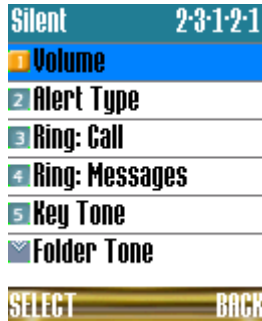 Silent 2·3·1·2·1
1 Volume
2 Alert Type
3 Ring: Call
4 Ring: Messages
5 Key Tone
Folder Tone
SELECT BACK